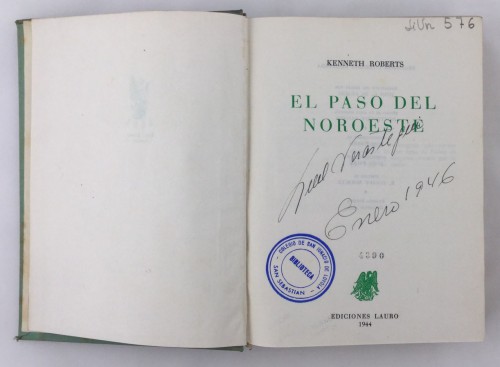 576
KENNETH ROBERTS
EL PASO DEL
NOROESTE
Enero 1946
COLEGIO DE SAN IGNACIO DE LOYOLA
BIBLIOTECA
SAN SEBASTIAN
4390
EDICIONES LAURO
1944